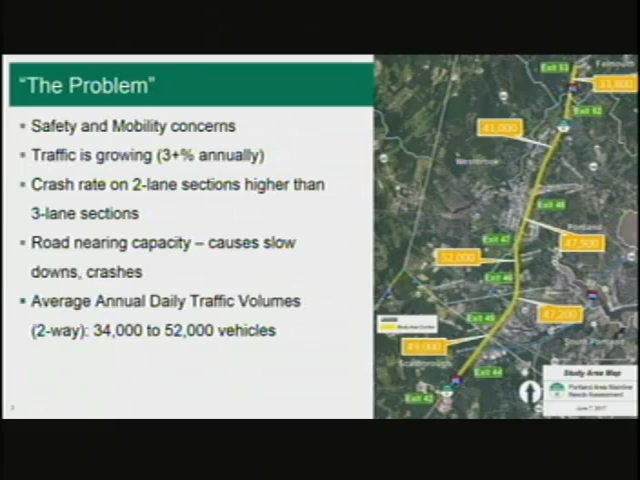 “The Problem”
▪ Safety and Mobility concerns
▪ Traffic is growing (3+% annually)
▪ Crash rate on 2-lane sections higher than
3-lane sections
▪ Road nearing capacity – causes slow
downs, crashes
▪ Average Annual Daily Traffic Volumes
(2-way): 34,000 to 52,000 vehicles
Exit 53
Falmouth
33,800
Exit 52
41,000
Westbrook
Exit 48
Portland
Exit 47
47,900
52,000
Exit 46
47,200
Exit 45
South Portland
49,000
Scarborough
Exit 44
Exit 42
Study Area Map
Portland Area Mainline
Needs Assessment
June 7, 2017